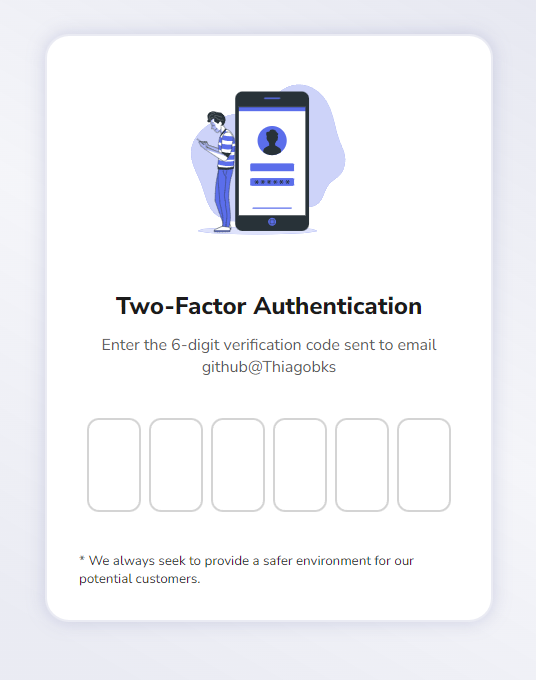 Two-Factor Authentication
Enter the 6-digit verification code sent to email
github@Thiagobks
* We always seek to provide a safer environment for our
potential customers.